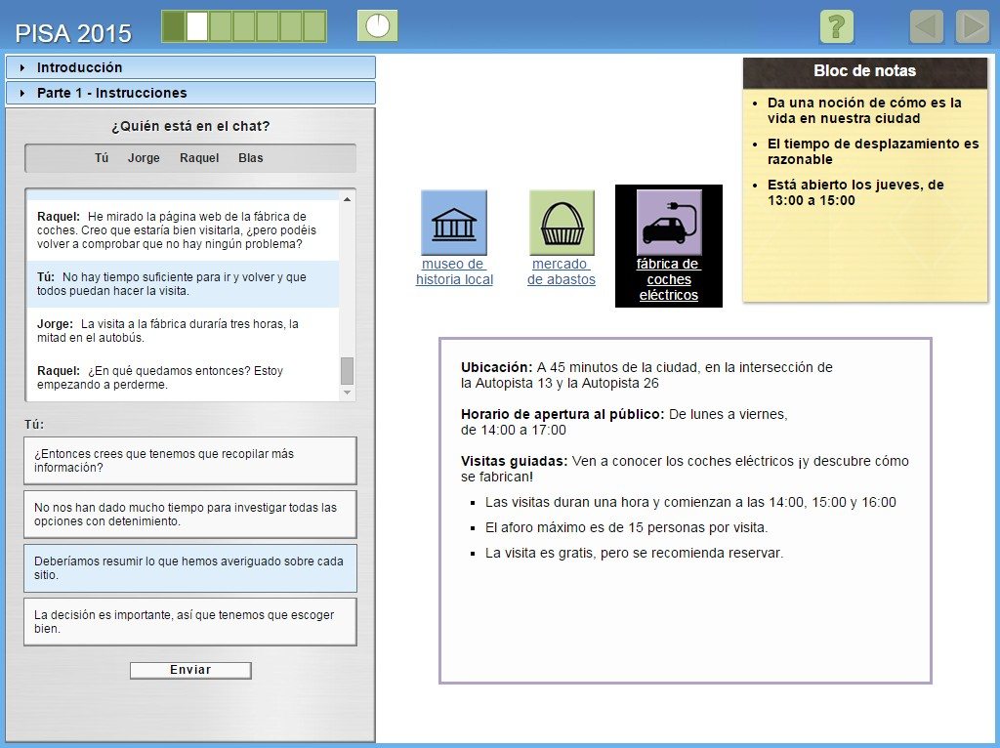 PISA 2015
?
Introducción
Parte 1 - Instrucciones
¿Quién está en el chat?
Tú Jorge Raquel Blas
Raquel: He mirado la página web de la fábrica de
coches. Creo que estaría bien visitarla, ¿pero podéis
volver a comprobar que no hay ningún problema?
Tú: No hay tiempo suficiente para ir y volver y que
todos puedan hacer la visita.
Jorge: La visita a la fábrica duraría tres horas, la
mitad en el autobús.
Raquel: ¿En qué quedamos entonces? Estoy
empezando a perderme.
Tú:
¿Entonces crees que tenemos que recopilar más
información?
No nos han dado mucho tiempo para investigar todas las
opciones con detenimiento.
Deberíamos resumir lo que hemos averiguado sobre cada
sitio.
La decisión es importante, así que tenemos que escoger
bien.
Enviar
museo de
historia local
mercado
de abastos
fábrica de
coches
eléctricos
Bloc de notas
• Da una noción de cómo es la
vida en nuestra ciudad
• El tiempo de desplazamiento es
razonable
• Está abierto los jueves, de
13:00 a 15:00
Ubicación: A 45 minutos de la ciudad, en la intersección de
la Autopista 13 y la Autopista 26
Horario de apertura al público: De lunes a viernes,
de 14:00 a 17:00
Visitas guiadas: Ven a conocer los coches eléctricos ¡y descubre cómo
se fabrican!
▪ Las visitas duran una hora y comienzan a las 14:00, 15:00 y 16:00
▪ El aforo máximo es de 15 personas por visita.
▪ La visita es gratis, pero se recomienda reservar.